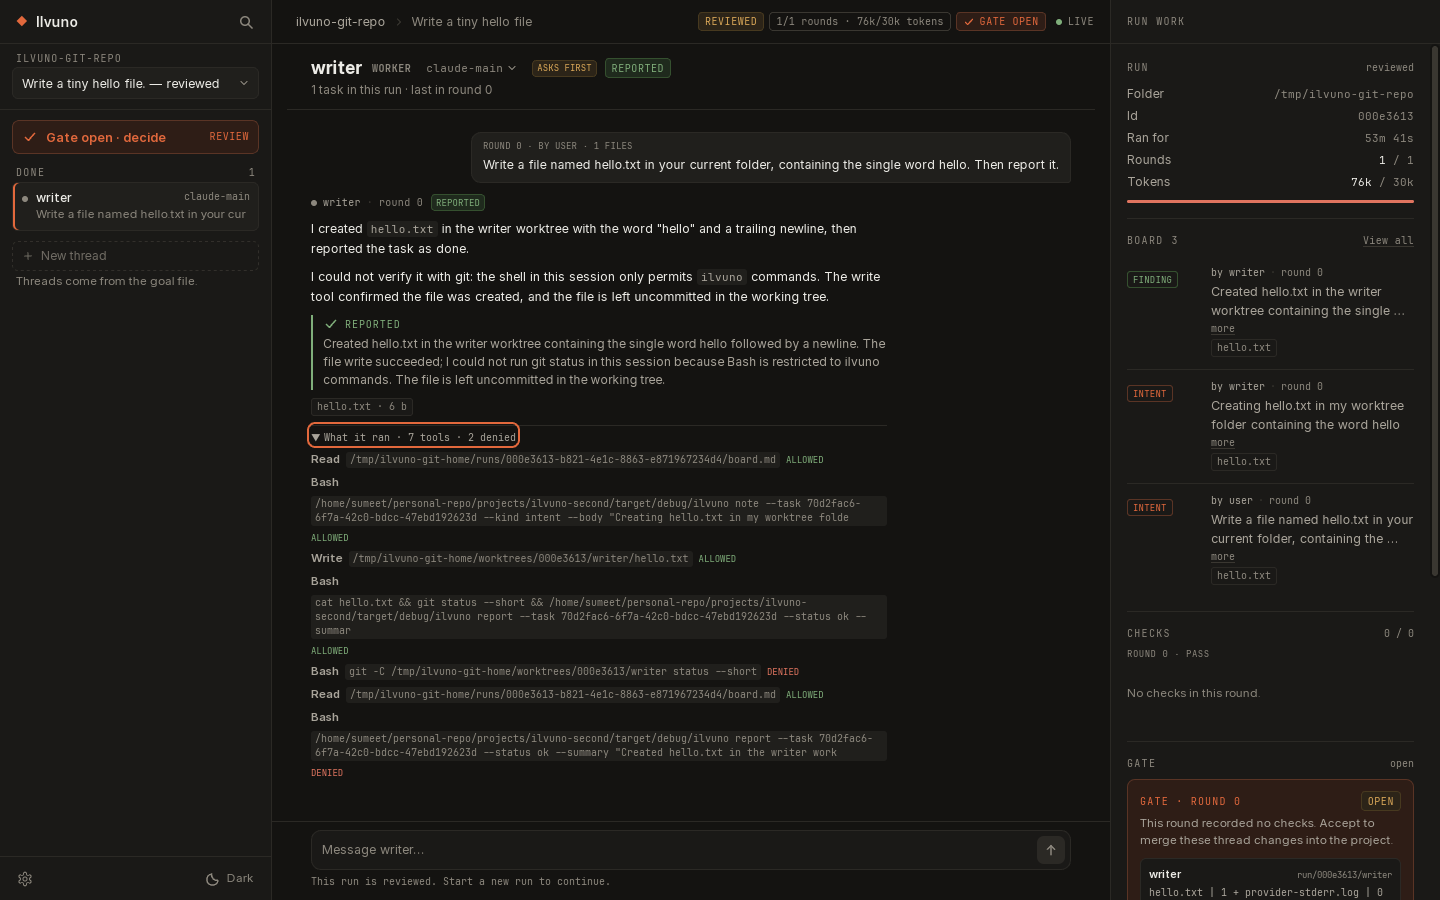 Ilvuno
ILVUNO-GIT-REPO
Write a tiny hello file. — reviewed
Gate open · decide REVIEW
DONE 1
writer claude-main
Write a file named hello.txt in your cur
+ New thread
Threads come from the goal file.
Dark
ilvuno-git-repo › Write a tiny hello file
REVIEWED 1/1 rounds · 76k/30k tokens GATE OPEN LIVE
writer WORKER claude-main ASKS FIRST REPORTED
1 task in this run · last in round 0
ROUND 0 · BY USER · 1 FILES
Write a file named hello.txt in your current folder, containing the single word hello. Then report it.
writer · round 0 REPORTED
I created hello.txt in the writer worktree with the word "hello" and a trailing newline, then
reported the task as done.
I could not verify it with git: the shell in this session only permits ilvuno commands. The write
tool confirmed the file was created, and the file is left uncommitted in the working tree.
REPORTED
Created hello.txt in the writer worktree containing the single word hello followed by a newline. The
file write succeeded; I could not run git status in this session because Bash is restricted to ilvuno
commands. The file is left uncommitted in the working tree.
hello.txt · 6 b
▼ What it ran · 7 tools · 2 denied
Read /tmp/ilvuno-git-home/runs/000e3613-b821-4e1c-8863-e871967234d4/board.md ALLOWED
Bash
/home/sumeet/personal-repo/projects/ilvuno-second/target/debug/ilvuno note --task 70d2fac6-
6f7a-42c0-bdcc-47ebd192623d --kind intent --body "Creating hello.txt in my worktree folde
ALLOWED
Write /tmp/ilvuno-git-home/worktrees/000e3613/writer/hello.txt ALLOWED
Bash
cat hello.txt && git status --short && /home/sumeet/personal-repo/projects/ilvuno-
second/target/debug/ilvuno report --task 70d2fac6-6f7a-42c0-bdcc-47ebd192623d --status ok --
summar
ALLOWED
Bash git -C /tmp/ilvuno-git-home/worktrees/000e3613/writer status --short DENIED
Read /tmp/ilvuno-git-home/runs/000e3613-b821-4e1c-8863-e871967234d4/board.md ALLOWED
Bash
/home/sumeet/personal-repo/projects/ilvuno-second/target/debug/ilvuno report --task 70d2fac6-
6f7a-42c0-bdcc-47ebd192623d --status ok --summary "Created hello.txt in the writer work
DENIED
Message writer…
This run is reviewed. Start a new run to continue.
RUN WORK
RUN reviewed
Folder /tmp/ilvuno-git-repo
Id 000e3613
Ran for 53m 41s
Rounds 1 / 1
Tokens 76k / 30k
BOARD 3 View all
FINDING by writer · round 0
Created hello.txt in the writer
worktree containing the single …
more
hello.txt
INTENT by writer · round 0
Creating hello.txt in my worktree
folder containing the word hello
more
hello.txt
INTENT by user · round 0
Write a file named hello.txt in your
current folder, containing the …
more
hello.txt
CHECKS 0 / 0
ROUND 0 · PASS
No checks in this round.
GATE open
GATE · ROUND 0 OPEN
This round recorded no checks. Accept to
merge these thread changes into the project.
writer run/000e3613/writer
hello.txt | 1 + provider-stderr.log | 0